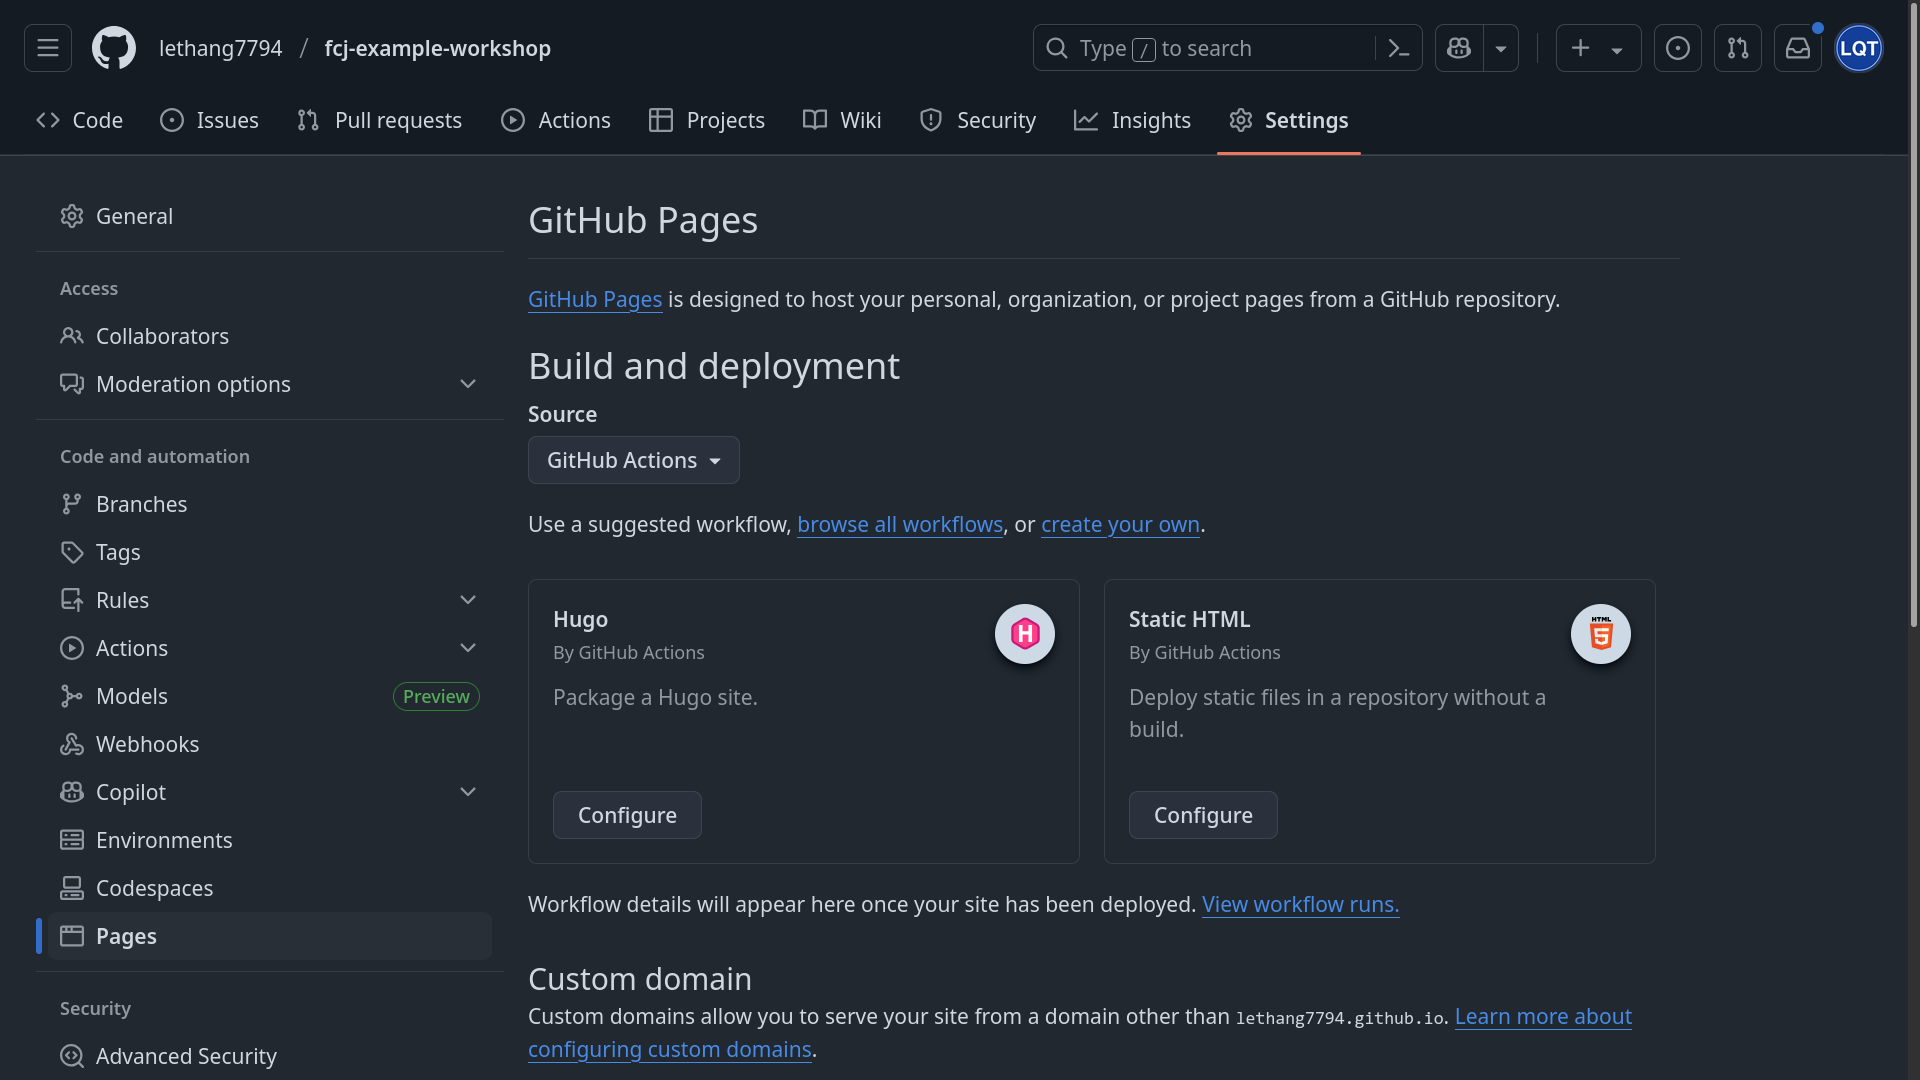 lethang7794 / fcj-example-workshop
Type / to search
LQT
Code
Issues
Pull requests
Actions
Projects
Wiki
Security
Insights
Settings
General
Access
Collaborators
Moderation options
Code and automation
Branches
Tags
Rules
Actions
Models
Preview
Webhooks
Copilot
Environments
Codespaces
Pages
Security
Advanced Security
GitHub Pages
GitHub Pages is designed to host your personal, organization, or project pages from a GitHub repository.
Build and deployment
Source
GitHub Actions
Use a suggested workflow, browse all workflows, or create your own.
Hugo
By GitHub Actions
Package a Hugo site.
Configure
H
Static HTML
By GitHub Actions
Deploy static files in a repository without a
build.
Configure
HTML
5
Workflow details will appear here once your site has been deployed. View workflow runs.
Custom domain
Custom domains allow you to serve your site from a domain other than lethang7794.github.io. Learn more about
configuring custom domains.